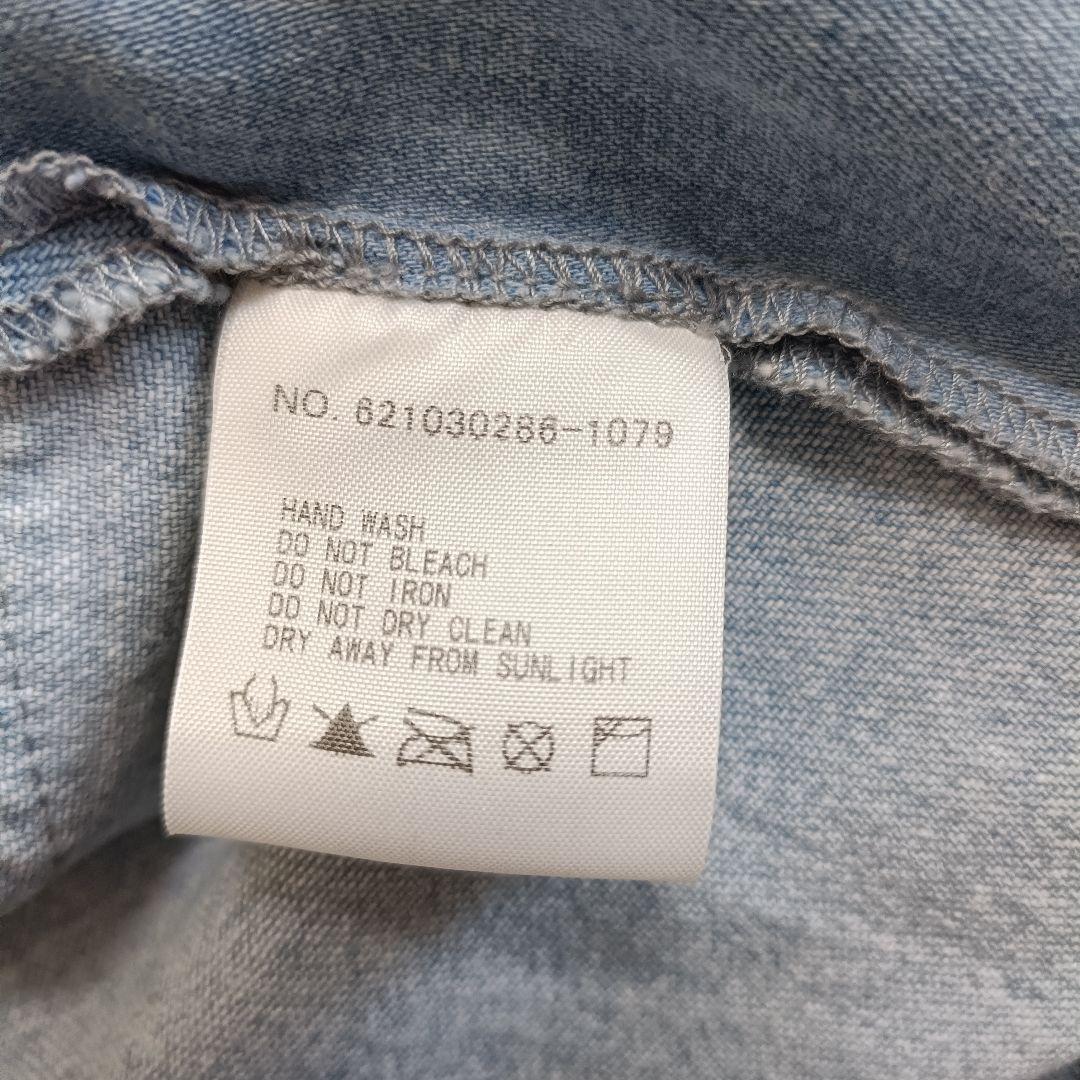 NO. 621030286-1079
HAND WASH
DO NOT BLEACH
DO NOT IRON
DO NOT DRY CLEAN
DRY AWAY FROM SUNLIGHT